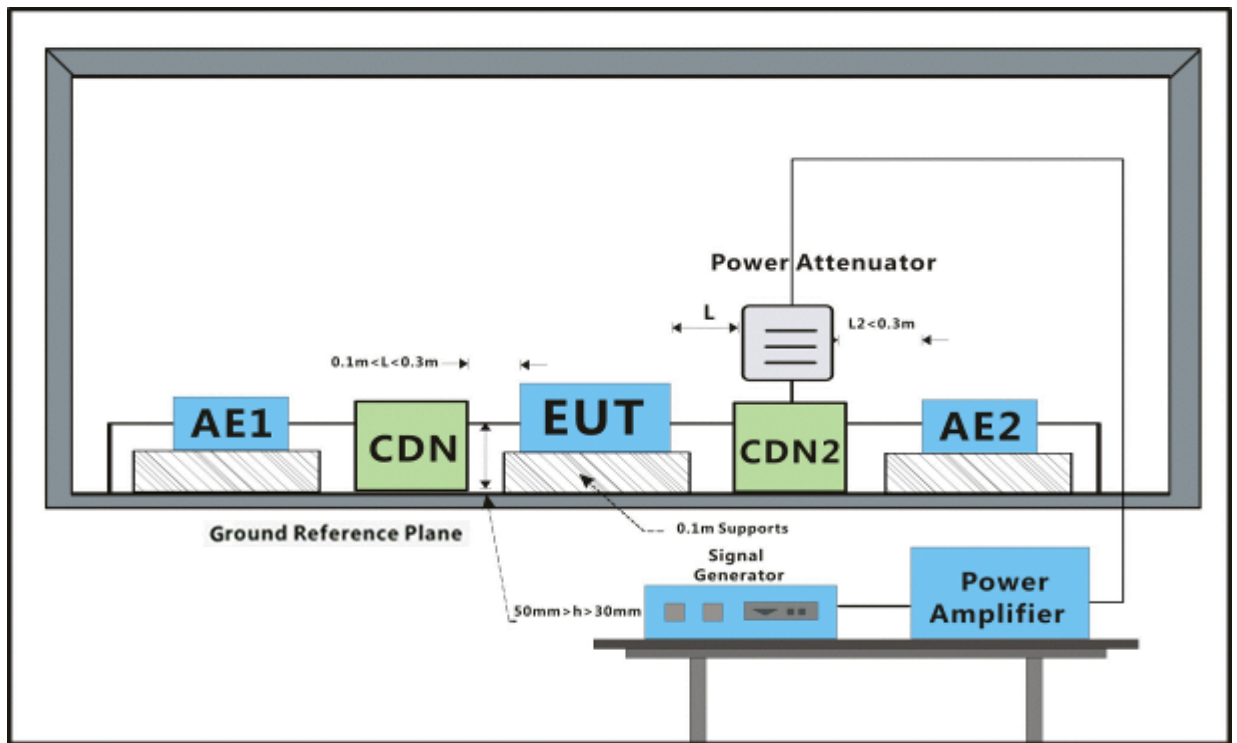 Power Attenuator
L
L2<0.3m
0.1m<L<0.3m
AE1
CDN
EUT
CDN2
AE2
Ground Reference Plane
0.1m Supports
Signal
Generator
50mm>h>30mm
Power
Amplifier